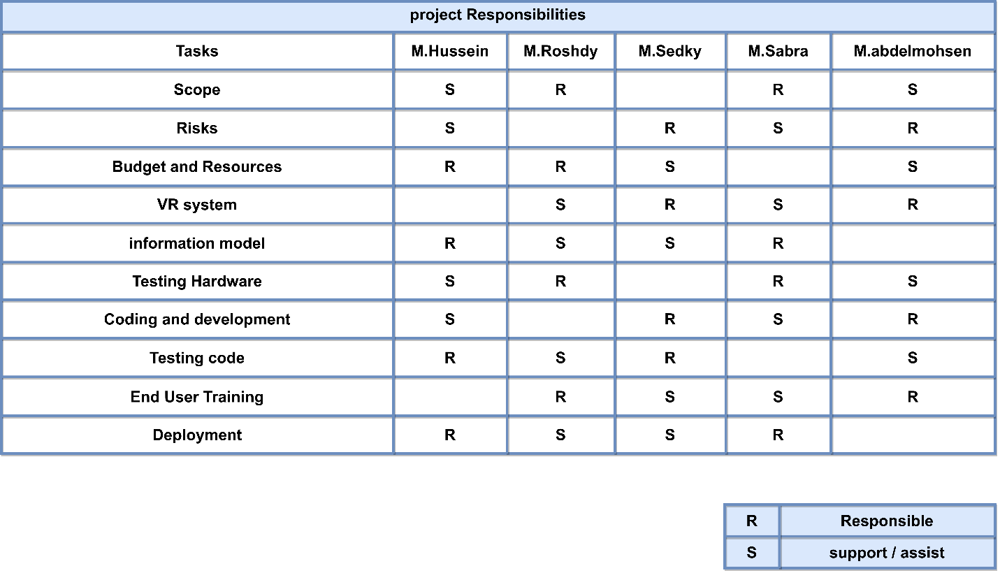 project Responsibilities
Tasks M.Hussein M.Roshdy M.Sedky M.Sabra M.abdelmohsen
Scope S R R S
Risks S R S R
Budget and Resources R R S S
VR system S R S R
information model R S S R
Testing Hardware S R R S
Coding and development S R S R
Testing code R S R S
End User Training R S S R
Deployment R S S R
R Responsible
S support / assist